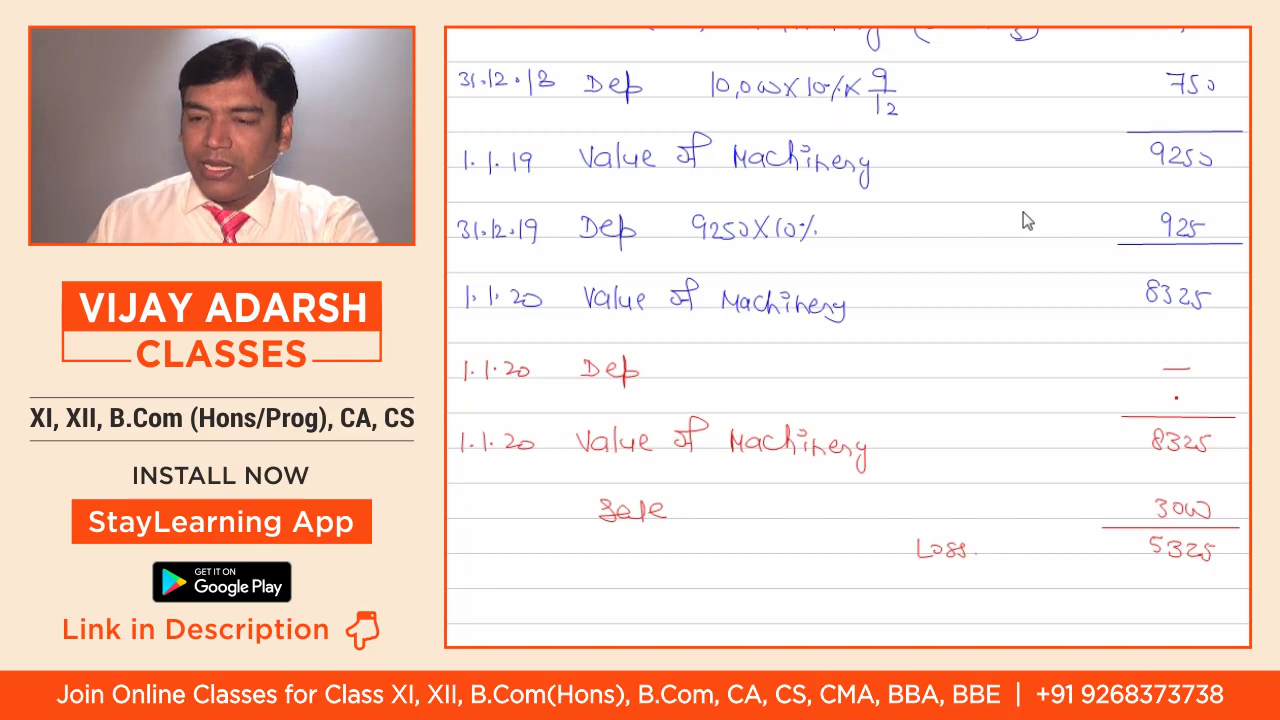 VIJAY ADARSH
CLASSES
XI, XII, B.Com (Hons/Prog), CA, CS
INSTALL NOW
StayLearning App
GET IT ON
Google Play
Link in Description
31.12.18 Dep 10,000X10%X 9/12 750
1.1.19 Value of Machinery 9250
31.12.19 Dep 9250X10% 925
1.1.20 Value of Machinery 8325
1.1.20 Dep —
1.1.20 Value of Machinery 8325
Sale 3000
Loss. 5325
Join Online Classes for Class XI, XII, B.Com(Hons), B.Com, CA, CS, CMA, BBA, BBE | +91 9268373738